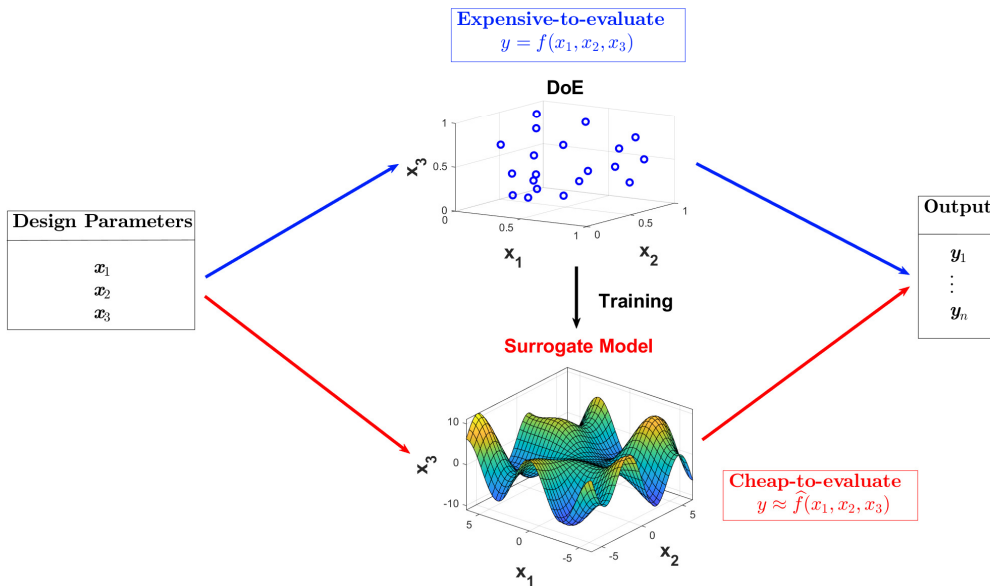 Expensive-to-evaluate
y = f(x₁, x₂, x₃)
DoE
1
0.5
0
x₃
0
0.5
1
x₁
0
0.5
1
x₂
Design Parameters
x₁
x₂
x₃
Output
y₁
⋮
yₙ
Training
Surrogate Model
10
0
-10
x₃
5
0
-5
x₁
-5
0
5
x₂
Cheap-to-evaluate
y ≈ f̂(x₁, x₂, x₃)